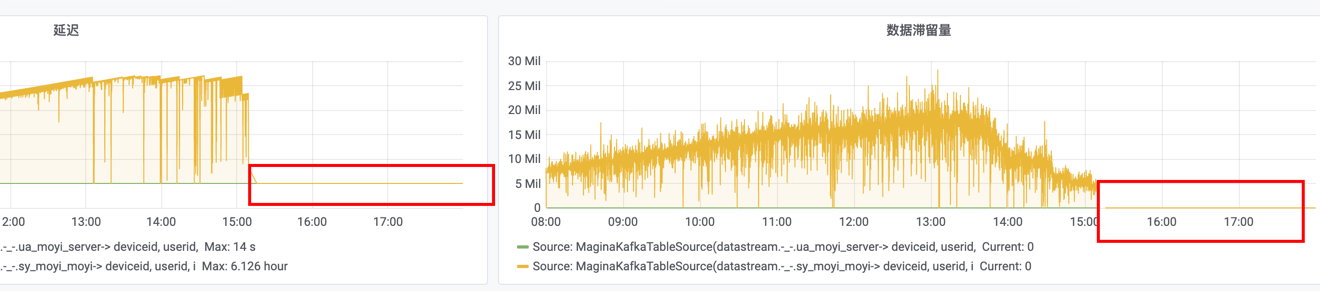 延迟
2:00 13:00 14:00 15:00 16:00 17:00
.-_-.ua_moyi_server-> deviceid, userid, Max: 14 s
.-_-.sy_moyi_moyi-> deviceid, userid, i Max: 6.126 hour
数据滞留量
30 Mil
25 Mil
20 Mil
15 Mil
10 Mil
5 Mil
0
08:00 09:00 10:00 11:00 12:00 13:00 14:00 15:00 16:00 17:00
Source: MaginaKafkaTableSource(datastream.-_-.ua_moyi_server-> deviceid, userid, Current: 0
Source: MaginaKafkaTableSource(datastream.-_-.sy_moyi_moyi-> deviceid, userid, i Current: 0